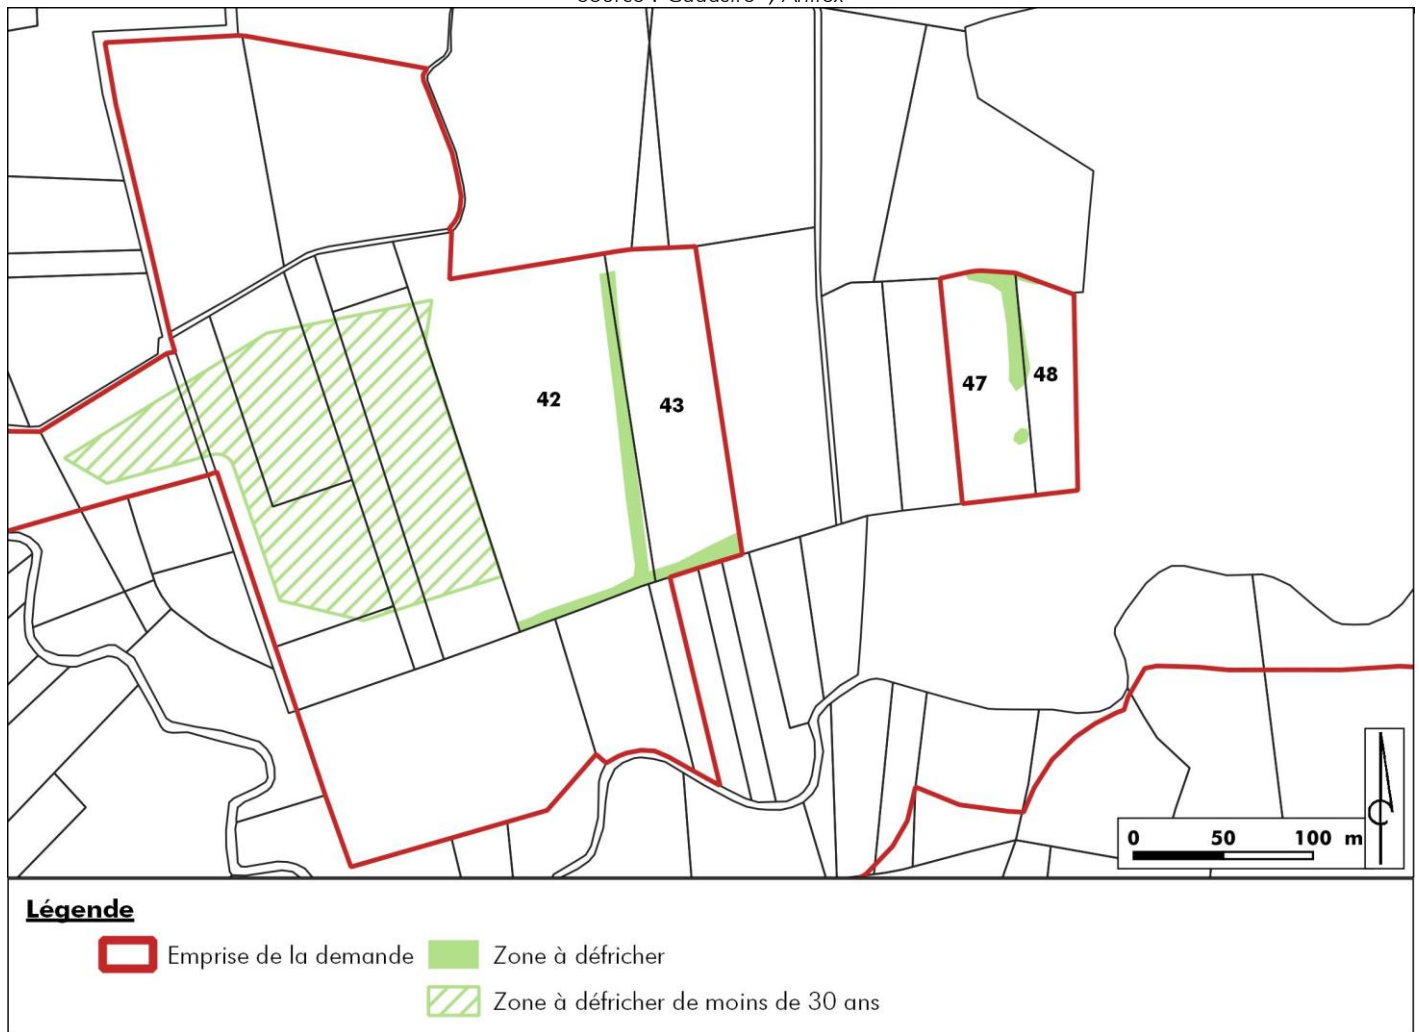 42
43
47
48
0 50 100 m
Légende
Emprise de la demande
Zone à défricher
Zone à défricher de moins de 30 ans